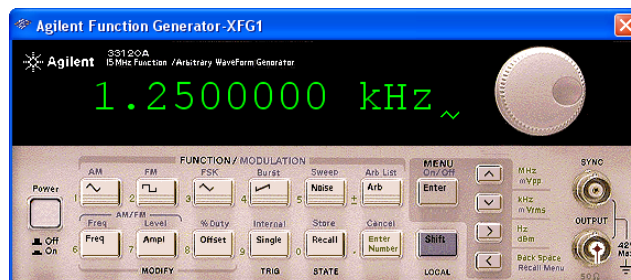 Agilent Function Generator-XFG1
Agilent 33120A
15 MHz Function / Arbitrary WaveForm Generator
1.2500000 kHz
FUNCTION / MODULATION
MENU
SYNC
AM FM FSK Burst Sweep Arb List On/Off
MHz
mVpp
Power
1 2 3 4 5 Noise ± Arb Enter
kHz
mVrms
AM/FM
Freq Level % Duty Internal Store Cancel
OUTPUT
Hz
dBm
Off
On
6 Freq 7 Ampl 8 Offset 9 Single 0 Recall . Enter Number Shift
Back Space
Recall Menu
MODIFY TRIG STATE LOCAL
50Ω